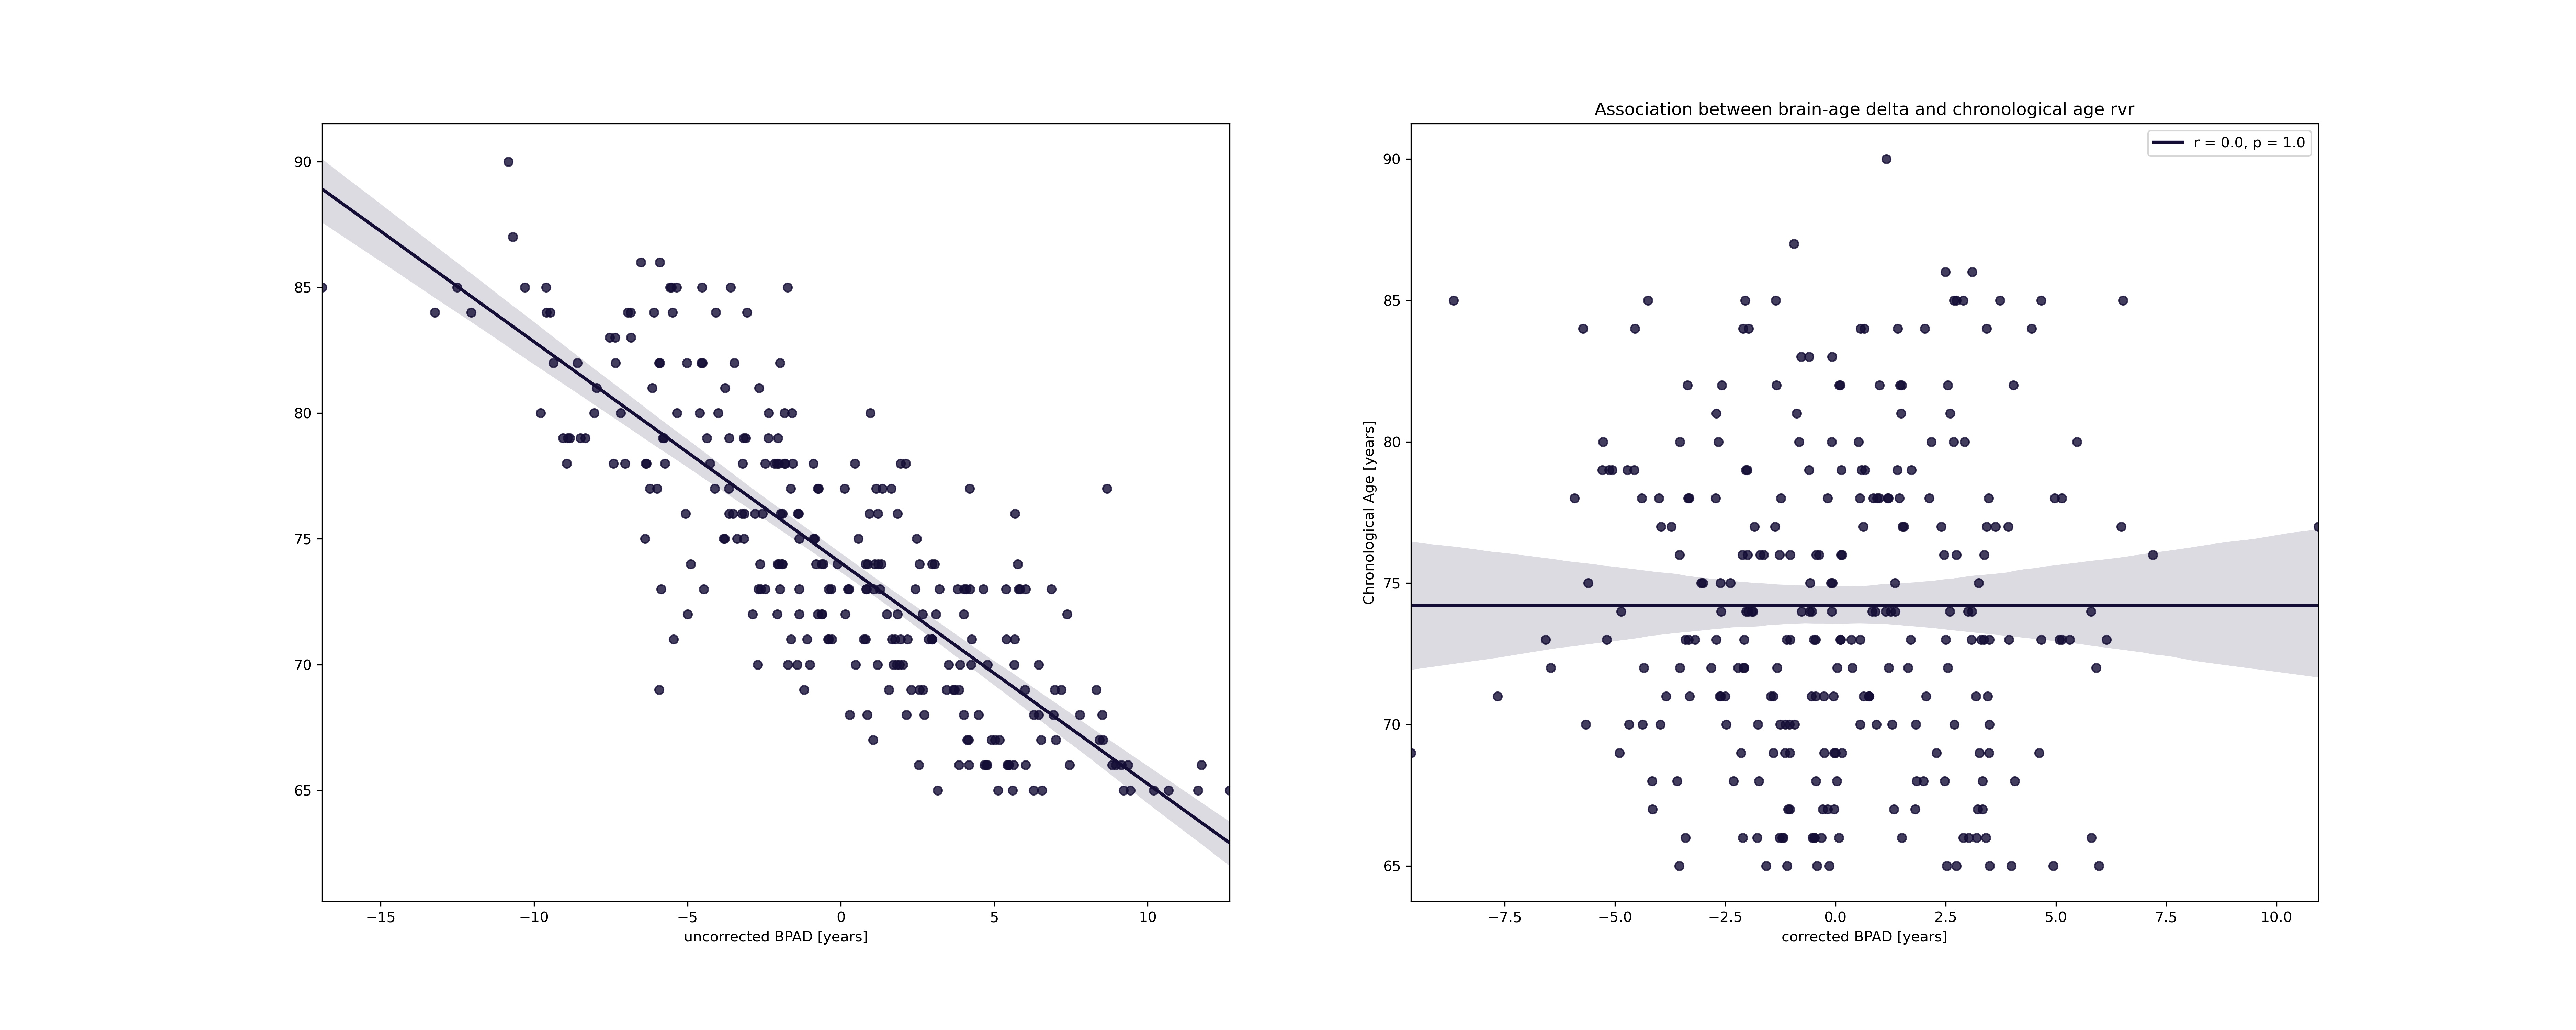 90
85
80
75
70
65
−15 −10 −5 0 5 10
uncorrected BPAD [years]
Association between brain-age delta and chronological age rvr
r = 0.0, p = 1.0
Chronological Age [years]
90
85
80
75
70
65
−7.5 −5.0 −2.5 0.0 2.5 5.0 7.5 10.0
corrected BPAD [years]